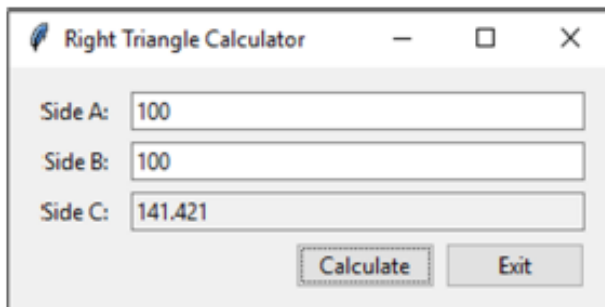 Right Triangle Calculator
Side A: 100
Side B: 100
Side C: 141.421
Calculate Exit